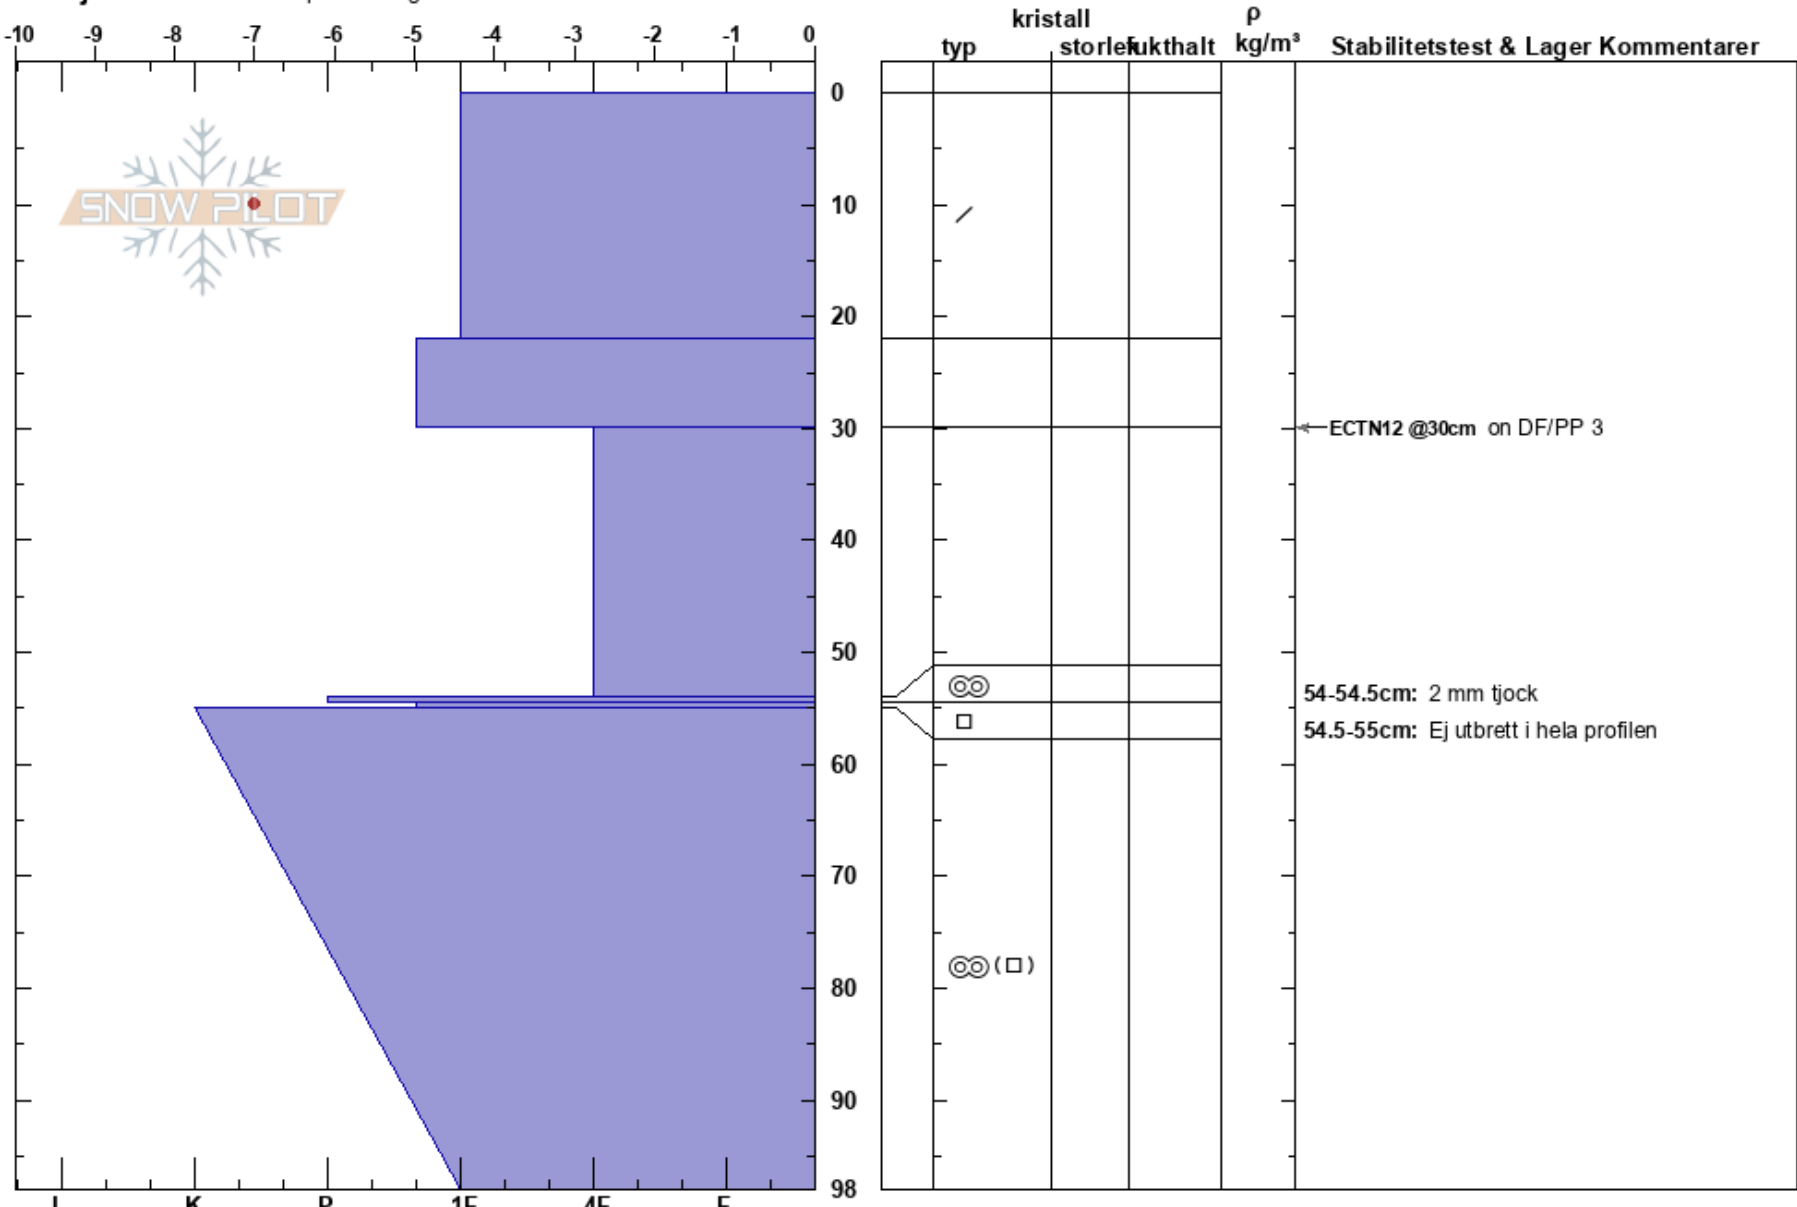 kristall
ρ
-10 -9 -8 -7 -6 -5 -4 -3 -2 -1 0
typ storlek fukthalt kg/m³ Stabilitetstest & Lager Kommentarer
0
SNOW PILOT
10
20
30
ECTN12 @30cm on DF/PP 3
40
50
54-54.5cm: 2 mm tjock
54.5-55cm: Ej utbrett i hela profilen
60
70
( )
80
90
98
K P 1F 4F F